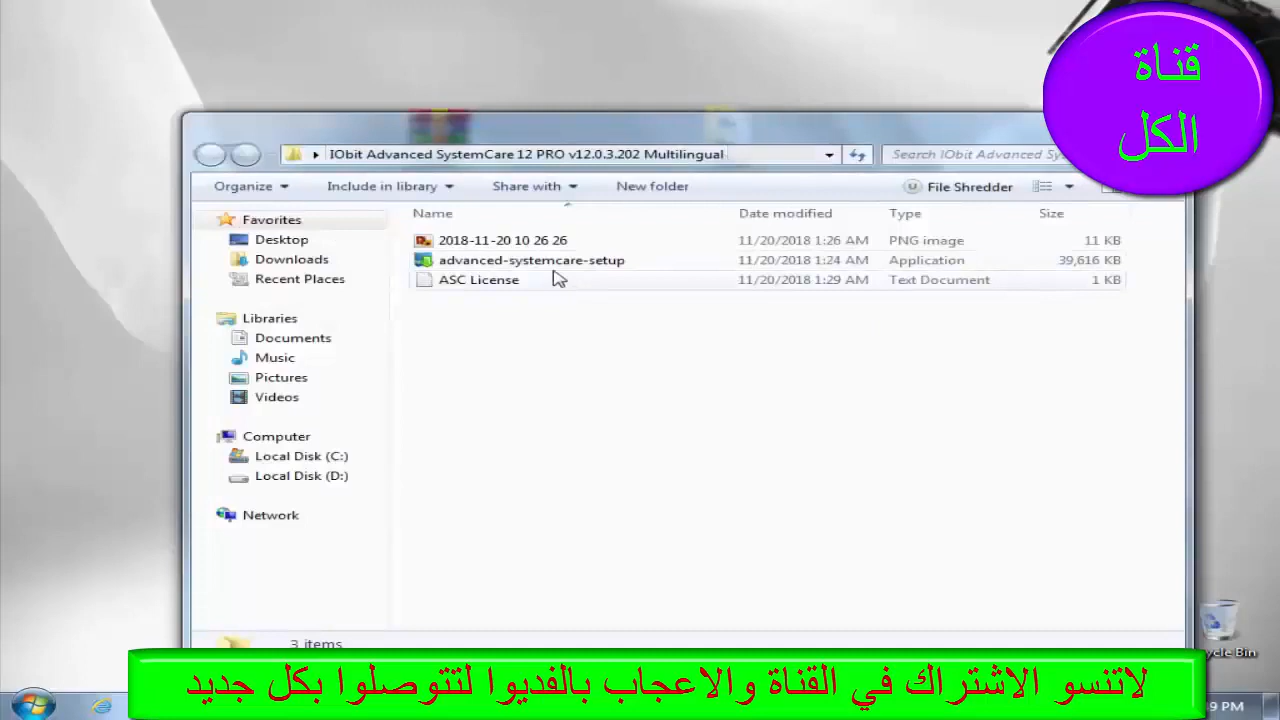 قناة
الكل
IObit Advanced SystemCare 12 PRO v12.0.3.202 Multilingual
Search IObit Advanced Sy
Organize
Include in library
Share with
New folder
File Shredder
Name
Date modified
Type
Size
Favorites
Desktop
Downloads
Recent Places
Libraries
Documents
Music
Pictures
Videos
Computer
Local Disk (C:)
Local Disk (D:)
Network
2018-11-20 10 26 26 11/20/2018 1:26 AM PNG image 11 KB
advanced-systemcare-setup 11/20/2018 1:24 AM Application 39,616 KB
ASC License 11/20/2018 1:29 AM Text Document 1 KB
3 items
ycle Bin
لاتنسو الاشتراك في القناة والاعجاب بالفديوا لتتوصلوا بكل جديد
9 PM